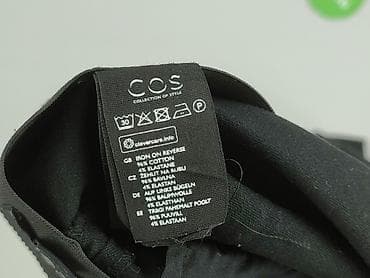 COS
COLLECTION OF STYLE
30
P
clevercare.info
GB IRON ON REVERSE
96% COTTON
4% ELASTANE
CZ ŽEHLIT NA RUBU
96% BAVLNA
4% ELASTAN
DE AUF LINKS BÜGELN
96% BAUMWOLLE
4% ELASTHAN
EE TRIIGI PAHEMALT POOLT
96% PUUVILL
4% ELASTAAN